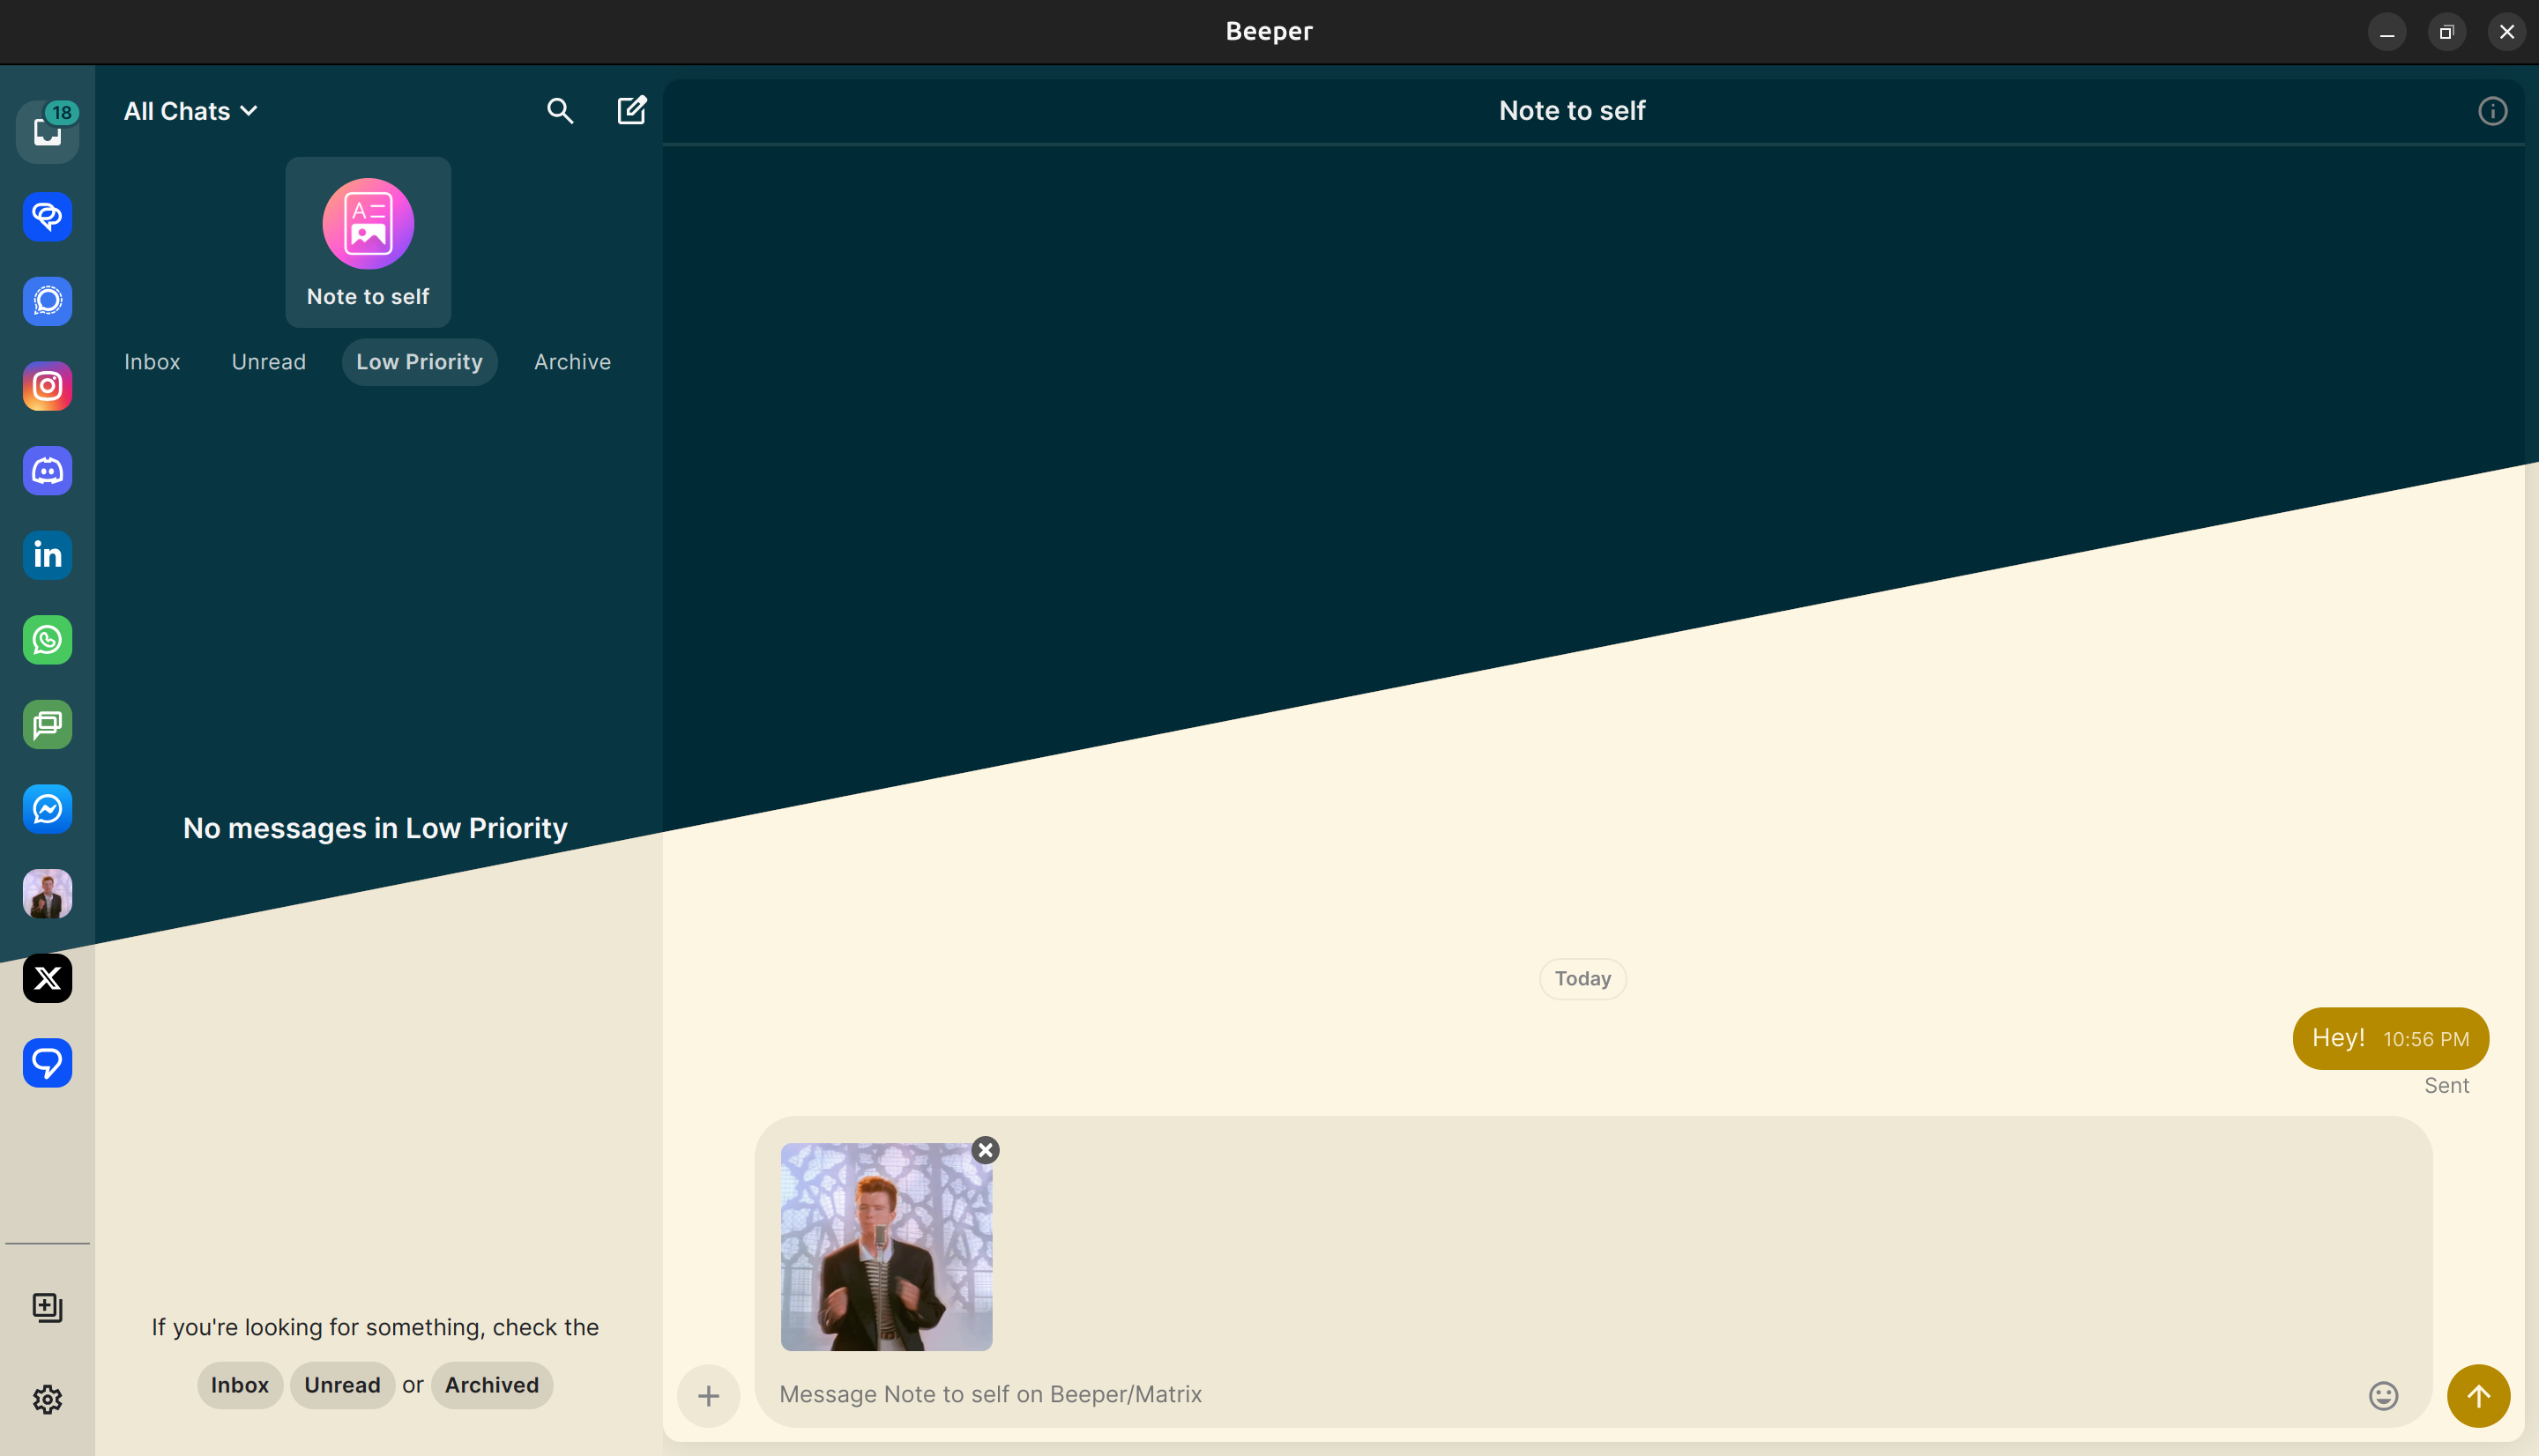 Beeper
18
All Chats
Note to self
Inbox Unread Low Priority Archive
No messages in Low Priority
If you're looking for something, check the
Inbox Unread or Archived
Note to self
Today
Hey! 10:56 PM
Sent
Message Note to self on Beeper/Matrix